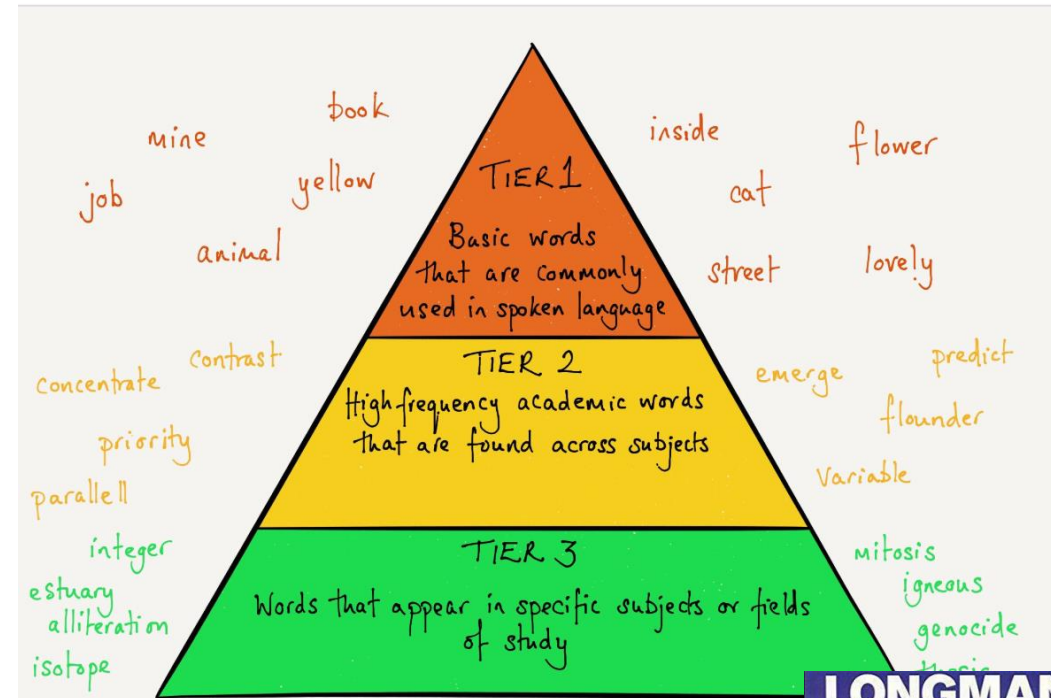 book
mine
job
yellow
animal
inside
flower
cat
street
lovely
TIER 1
Basic words
that are commonly
used in spoken language
contrast
concentrate
priority
parallell
emerge
predict
flounder
variable
TIER 2
High-frequency academic words
that are found across subjects
integer
estuary
alliteration
isotope
mitosis
igneous
genocide
TIER 3
Words that appear in specific subjects or fields
of study
LONGMAN